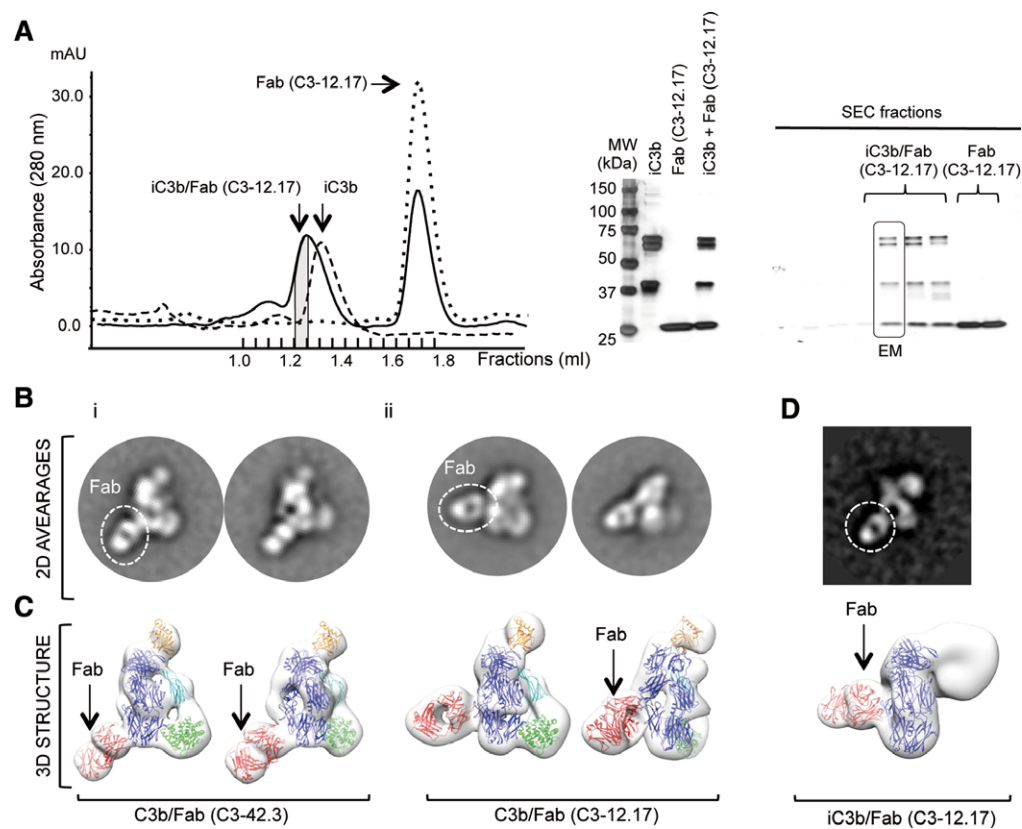 A
mAU
30.0
20.0
10.0
0.0
Absorbance (280 nm)
Fab (C3-12.17)
iC3b/Fab (C3-12.17)
iC3b
1.0 1.2 1.4 1.6 1.8
Fractions (ml)
MW
(kDa)
iC3b
Fab (C3-12.17)
iC3b + Fab (C3-12.17)
150
100
75
50
37
25
SEC fractions
iC3b/Fab
(C3-12.17)
Fab
(C3-12.17)
EM
B
i
ii
D
2D AVEARAGES
Fab
Fab
C
3D STRUCTURE
Fab
Fab
Fab
Fab
C3b/Fab (C3-42.3)
C3b/Fab (C3-12.17)
iC3b/Fab (C3-12.17)